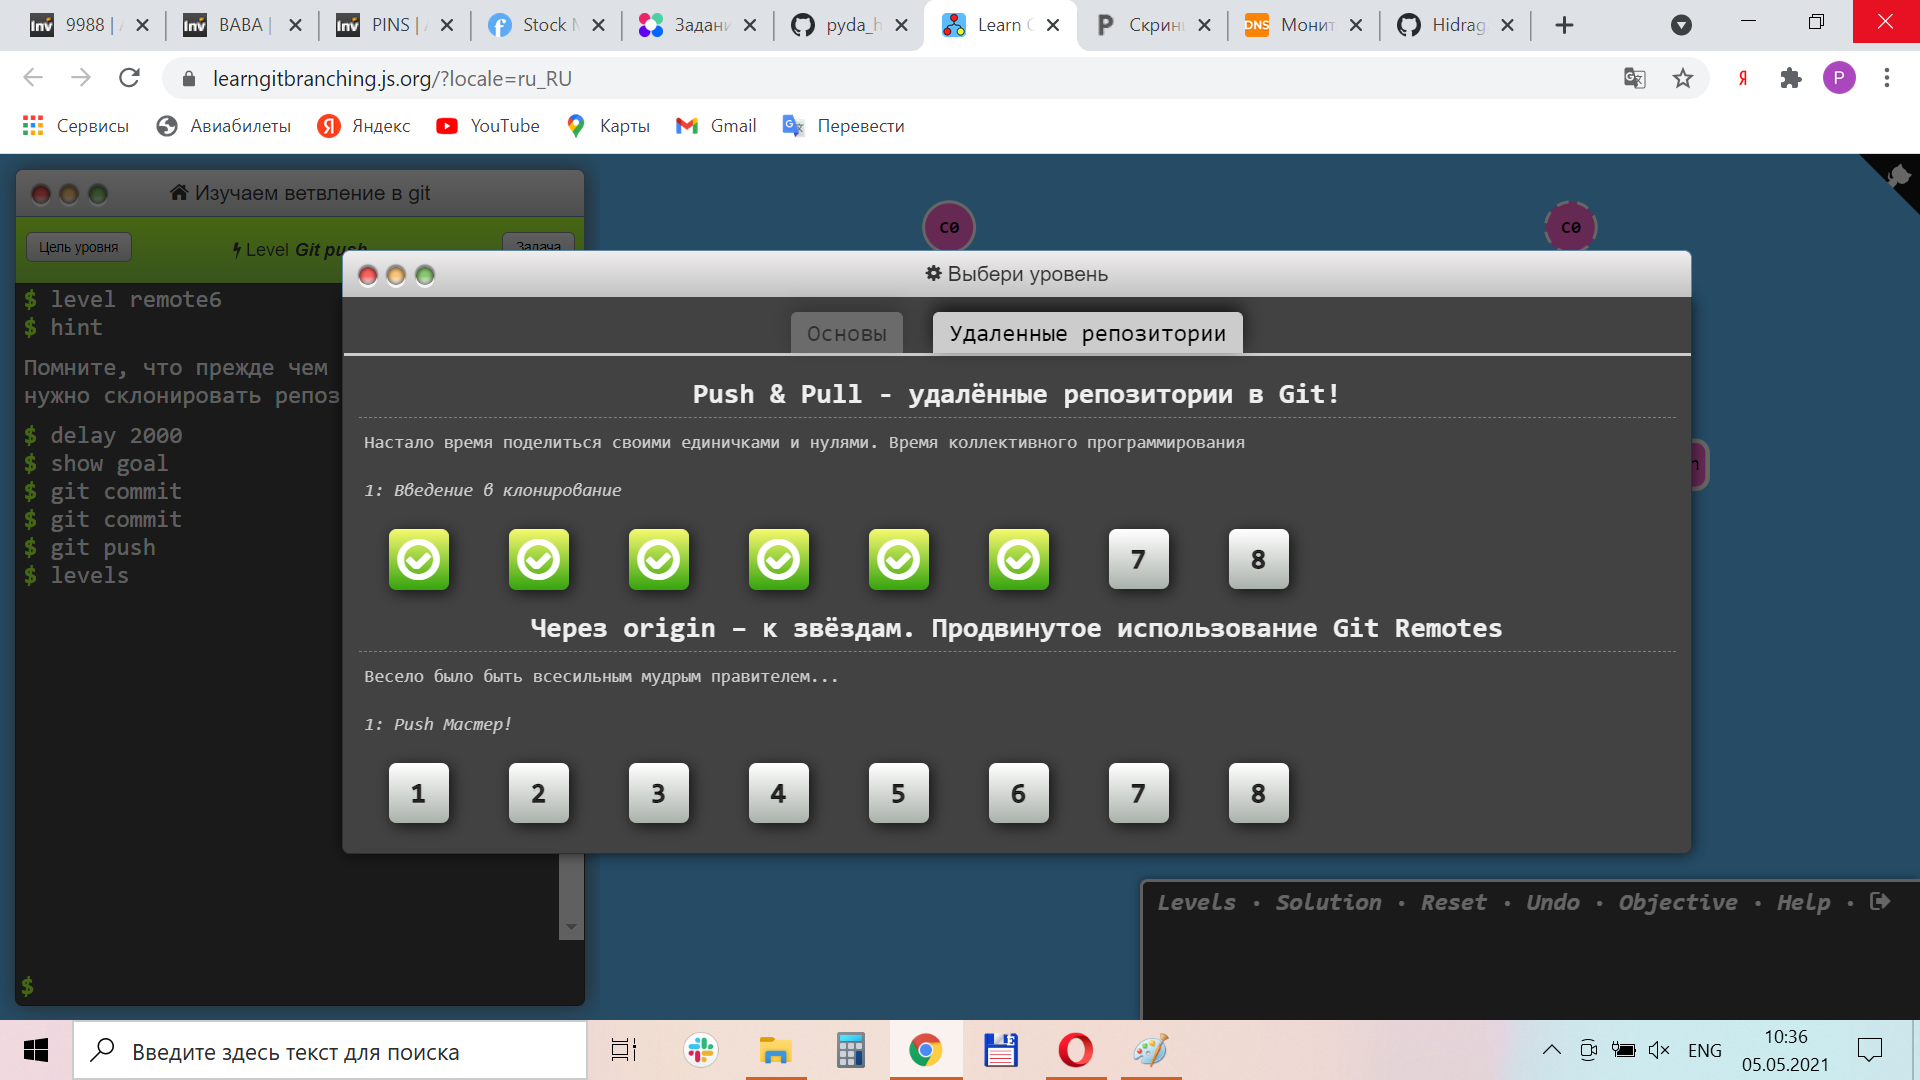 9988 |
BABA |
PINS |
Stock
Задани
pyda_h
Learn
Скрин
DNS
Монит
Hidrag
learngitbranching.js.org/?locale=ru_RU
Я
P
Сервисы
Авиабилеты
Яндекс
YouTube
Карты
Gmail
Перевести
Изучаем ветвление в git
Цель уровня
Level Git push
Задача
$ level remote6
$ hint
Помните, что прежде чем
нужно склонировать репоз
$ delay 2000
$ show goal
$ git commit
$ git commit
$ git push
$ levels
$
C0
C0
Выбери уровень
Основы
Удаленные репозитории
Push & Pull - удалённые репозитории в Git!
Настало время поделиться своими единичками и нулями. Время коллективного программирования
1: Введение в клонирование
7 8
Через origin – к звёздам. Продвинутое использование Git Remotes
Весело было быть всесильным мудрым правителем...
1: Push Мастер!
1 2 3 4 5 6 7 8
Levels • Solution • Reset • Undo • Objective • Help •
Введите здесь текст для поиска
ENG
10:36
05.05.2021